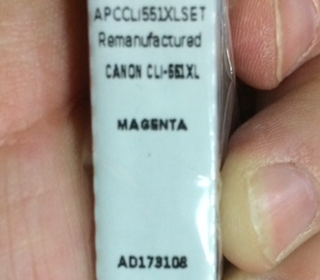 APCCLI551XLSET
Remanufactured
CANON CLI-551XL
MAGENTA
AD173108